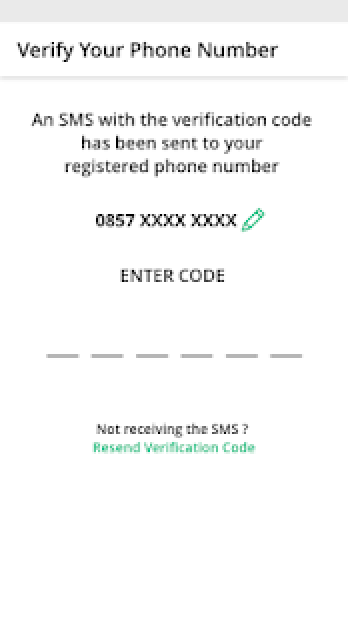 Verify Your Phone Number
An SMS with the verification code
has been sent to your
registered phone number
0857 XXXX XXXX
ENTER CODE
Not receiving the SMS ?
Resend Verification Code